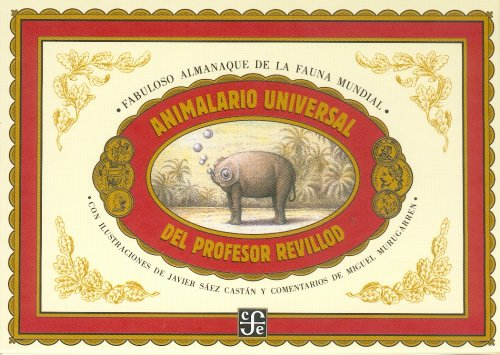 · FABULOSO ALMANAQUE DE LA FAUNA MUNDIAL ·
ANIMALARIO UNIVERSAL
DEL PROFESOR REVILLOD
· CON ILUSTRACIONES DE JAVIER SÁEZ CASTÁN Y COMENTARIOS DE MIGUEL MURUGARREN ·
cfe